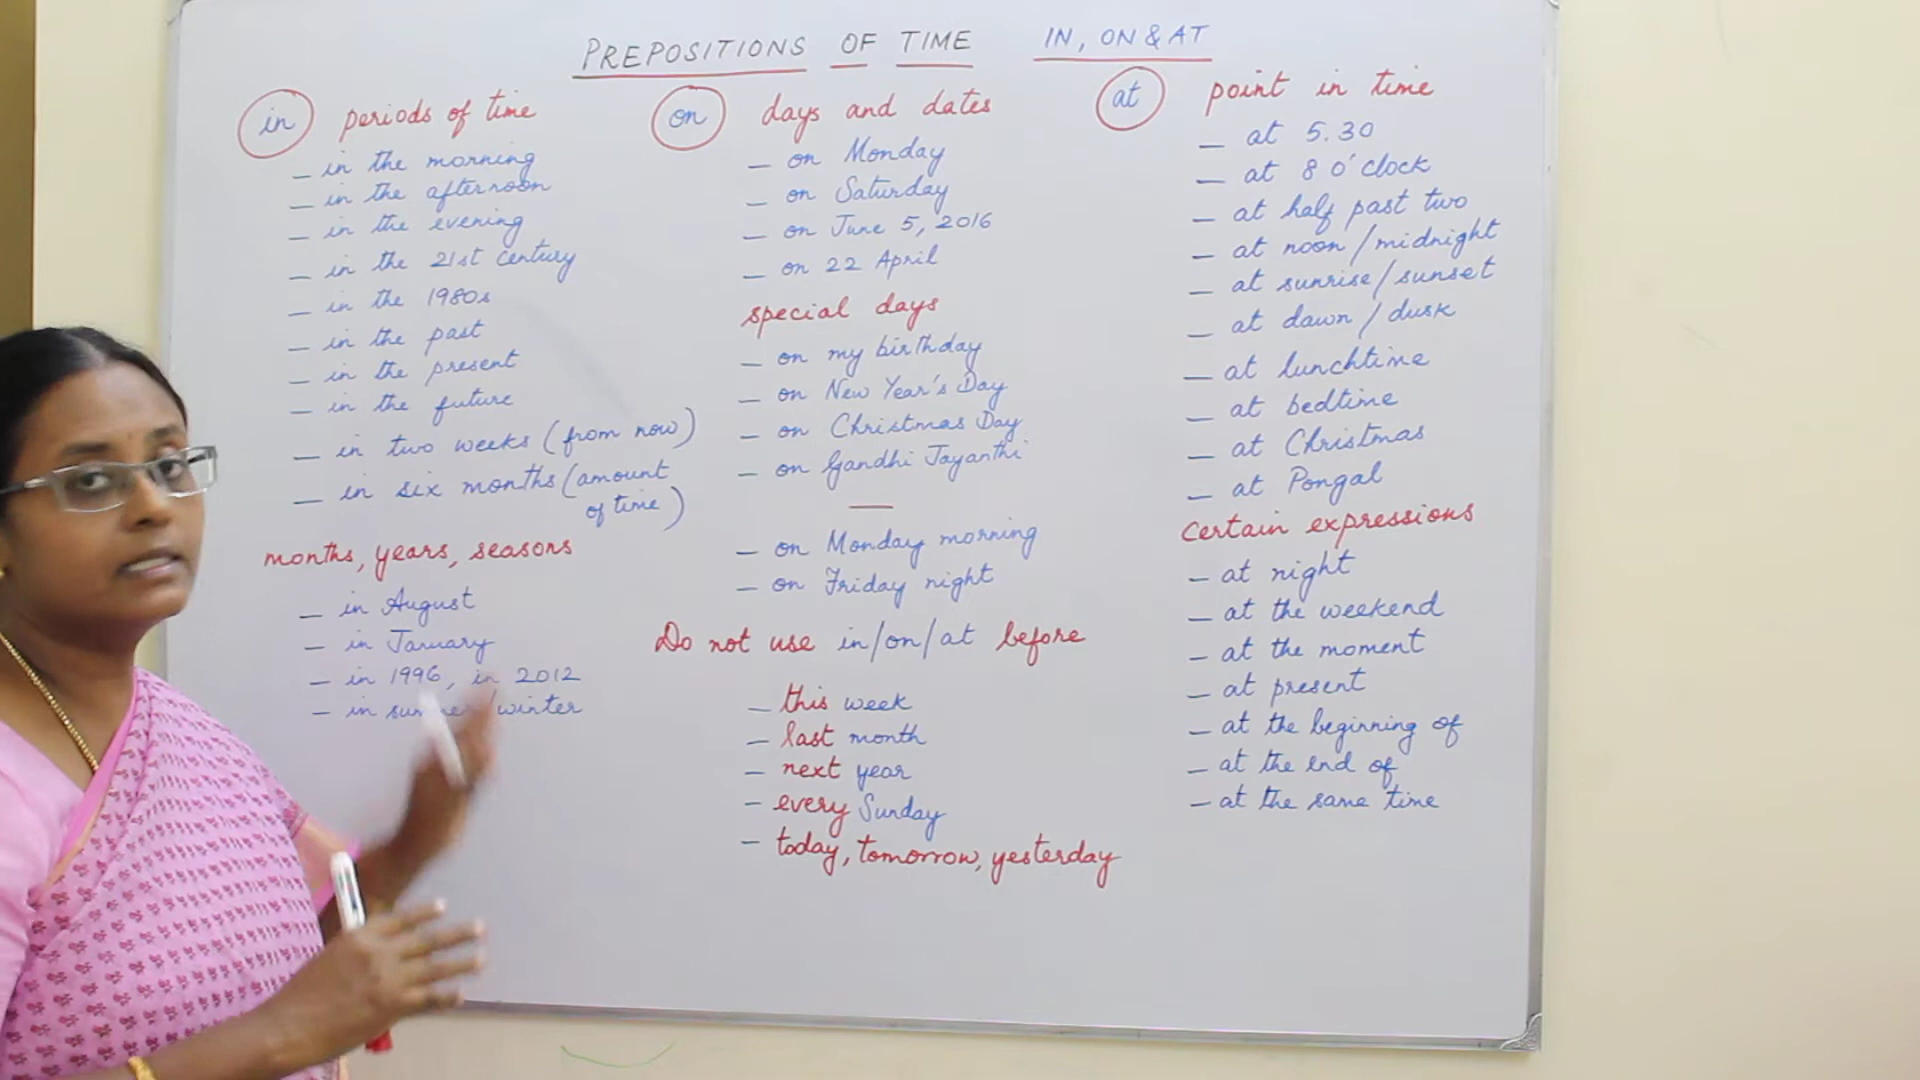 PREPOSITIONS OF TIME IN, ON & AT
in periods of time
_ in the morning
_ in the afternoon
_ in the evening
_ in the 21st century
_ in the 1980s
_ in the past
_ in the present
_ in the future
_ in two weeks (from now)
_ in six months (amount
of time)
months, years, seasons
_ in August
_ in January
_ in 1996, in 2012
_ in summer/winter
on days and dates
_ on Monday
_ on Saturday
_ on June 5, 2016
_ on 22 April
special days
_ on my birthday
_ on New Year's Day
_ on Christmas Day
_ on Gandhi Jayanthi
_ on Monday morning
_ on Friday night
Do not use in/on/at before
_ this week
_ last month
_ next year
_ every Sunday
_ today, tomorrow, yesterday
at point in time
_ at 5.30
_ at 8 o'clock
_ at half past two
_ at noon/midnight
_ at sunrise/sunset
_ at dawn/dusk
_ at lunchtime
_ at bedtime
_ at Christmas
_ at Pongal
certain expressions
_ at night
_ at the weekend
_ at the moment
_ at present
_ at the beginning of
_ at the end of
_ at the same time